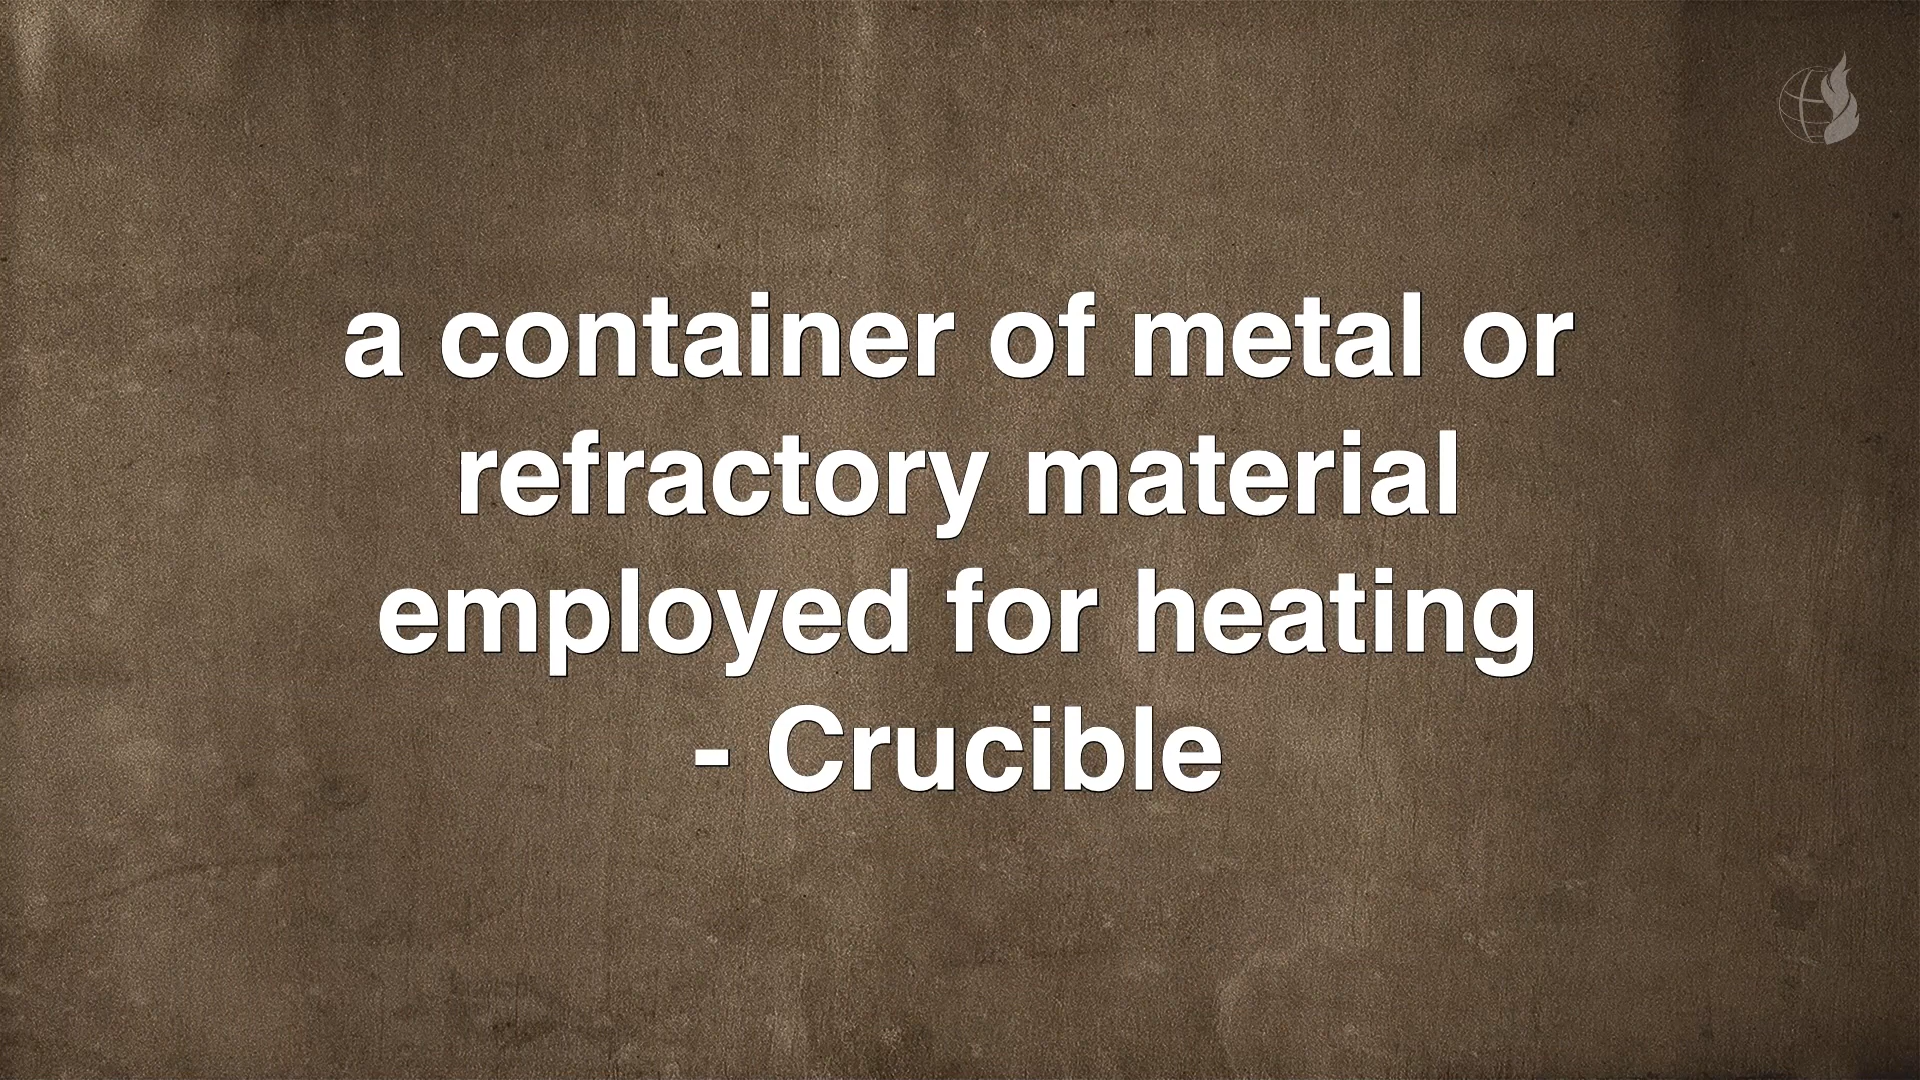 a container of metal or
refractory material
employed for heating
- Crucible